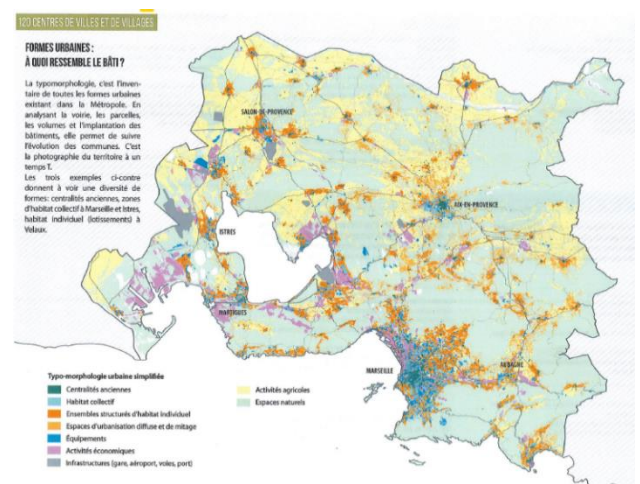 120 CENTRES DE VILLES ET DE VILLAGES
FORMES URBAINES :
À QUOI RESSEMBLE LE BÂTI ?
La typomorphologie, c'est l'inven-
taire de toutes les formes urbaines
existant dans la Métropole. En
analysant la voirie, les parcelles,
les volumes et l'implantation des
bâtiments, elle permet de suivre
l'évolution des communes. C'est
la photographie du territoire à un
temps T.
Les trois exemples ci-contre
donnent à voir une diversité de
formes: centralités anciennes, zones
d'habitat collectif à Marseille et Istres,
habitat individuel (lotissements) à
Velaux.
SALON-DE-PROVENCE
AIX-EN-PROVENCE
ISTRES
MARTIGUES
MARSEILLE
AUBAGNE
Typo-morphologie urbaine simplifiée
Centralités anciennes
Habitat collectif
Ensembles structurés d'habitat individuel
Espaces d'urbanisation diffuse et de mitage
Équipements
Activités économiques
Infrastructures (gare, aéroport, voies, port)
Activités agricoles
Espaces naturels